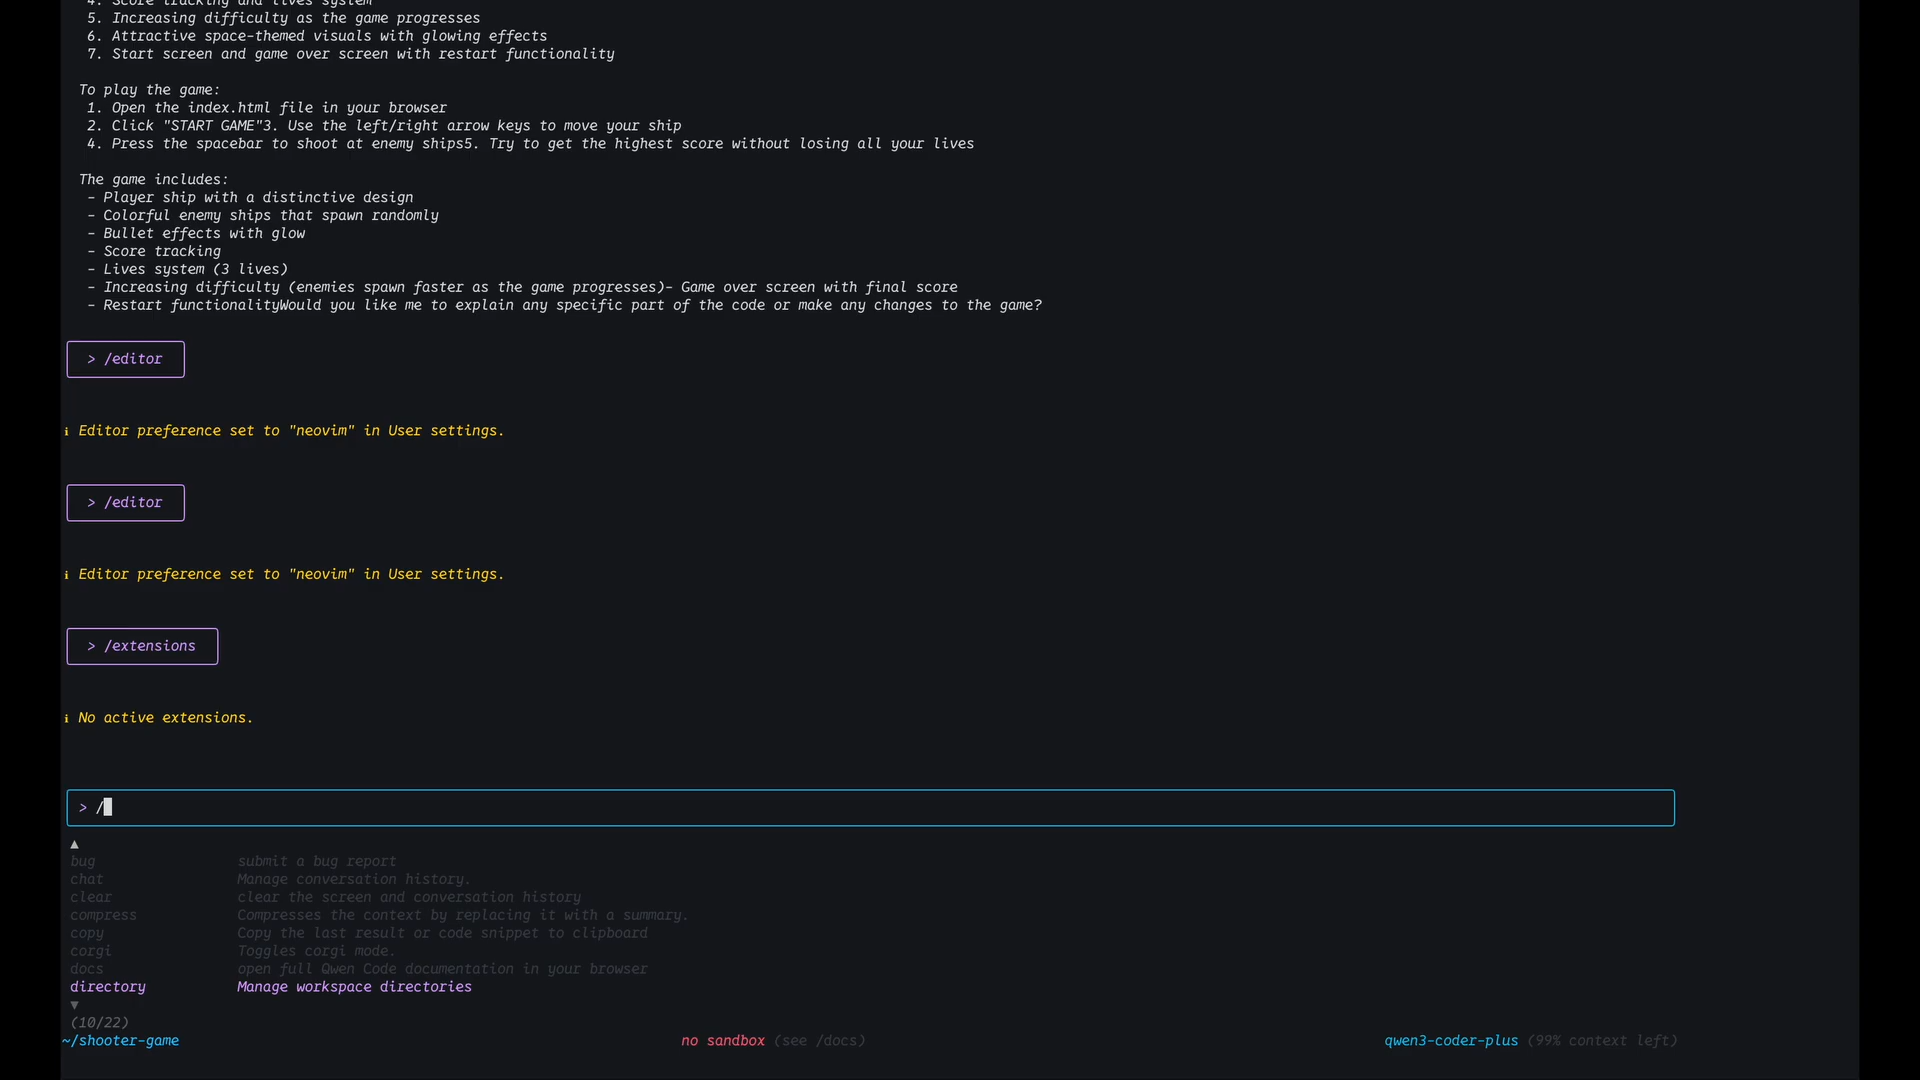 4. Score tracking and lives system
5. Increasing difficulty as the game progresses
6. Attractive space-themed visuals with glowing effects
7. Start screen and game over screen with restart functionality
To play the game:
1. Open the index.html file in your browser
2. Click "START GAME"3. Use the left/right arrow keys to move your ship
4. Press the spacebar to shoot at enemy ships5. Try to get the highest score without losing all your lives
The game includes:
- Player ship with a distinctive design
- Colorful enemy ships that spawn randomly
- Bullet effects with glow
- Score tracking
- Lives system (3 lives)
- Increasing difficulty (enemies spawn faster as the game progresses)- Game over screen with final score
- Restart functionalityWould you like me to explain any specific part of the code or make any changes to the game?
> /editor
i Editor preference set to "neovim" in User settings.
> /editor
i Editor preference set to "neovim" in User settings.
> /extensions
i No active extensions.
> /
▲
bug submit a bug report
chat Manage conversation history.
clear clear the screen and conversation history
compress Compresses the context by replacing it with a summary.
copy Copy the last result or code snippet to clipboard
corgi Toggles corgi mode.
docs open full Qwen Code documentation in your browser
directory Manage workspace directories
▼
(10/22)
~/shooter-game no sandbox (see /docs) qwen3-coder-plus (99% context left)